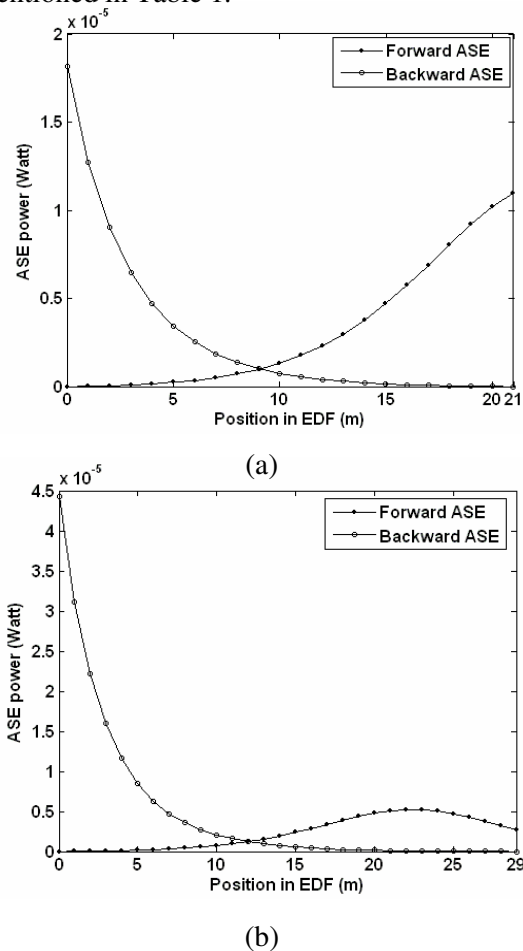 entioned in Table 1.
x 10-5
2
1.5
1
0.5
0
Forward ASE
Backward ASE
ASE power (Watt)
0 5 10 15 20 21
Position in EDF (m)
(a)
x 10-5
4.5
4
3.5
3
2.5
2
1.5
1
0.5
0
Forward ASE
Backward ASE
ASE power (Watt)
0 5 10 15 20 25 29
Position in EDF (m)
(b)